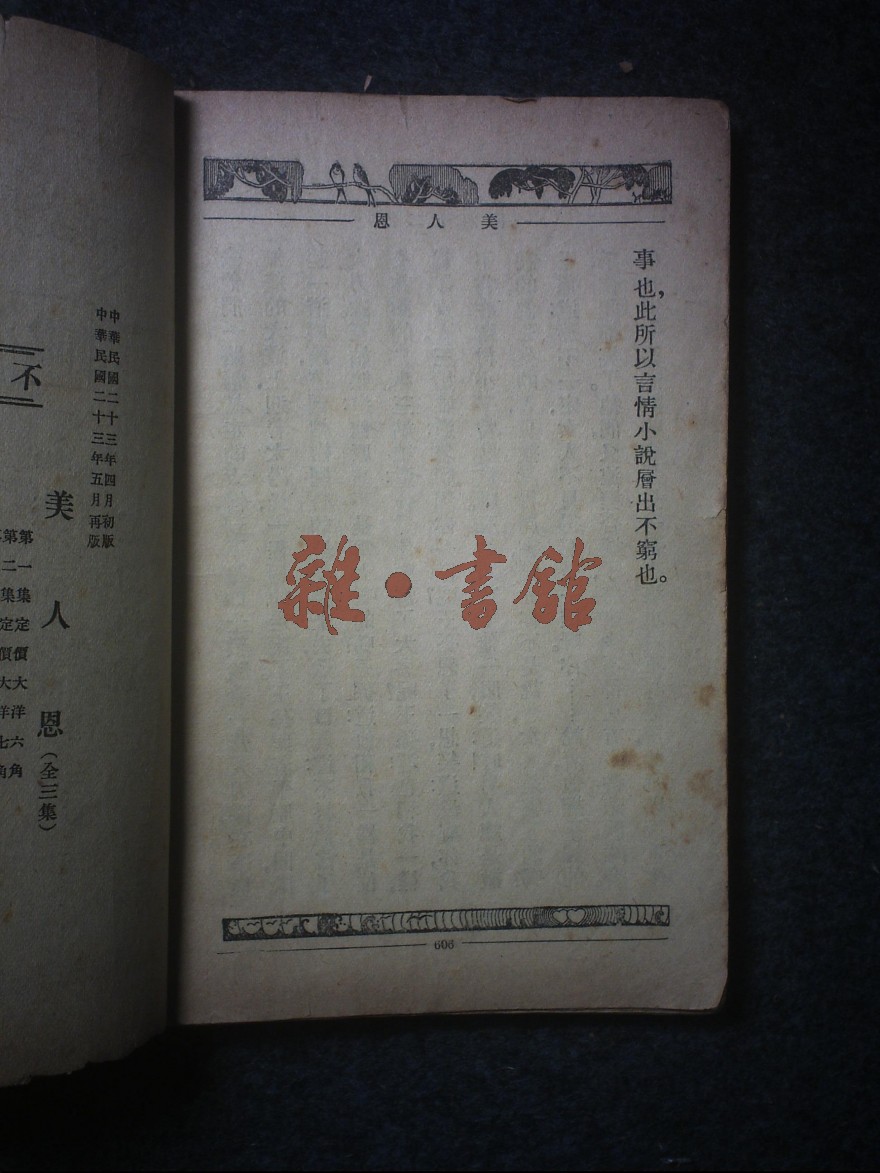 美人恩
事也，此所以言情小說層出不窮也。
606
雜·書館
中華民國二十三年四月初版
中華民國二十三年五月再版
不
美人恩（全三集）
第一集定價大洋六角
第二集定價大洋七角